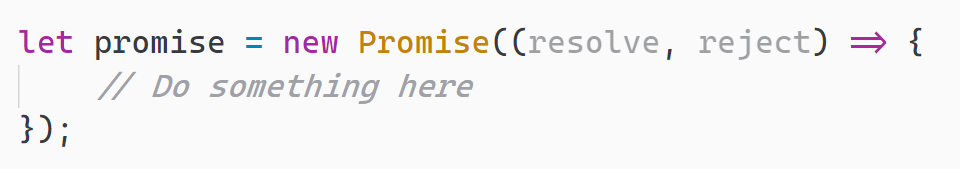 let promise = new Promise((resolve, reject) => {
    // Do something here
});